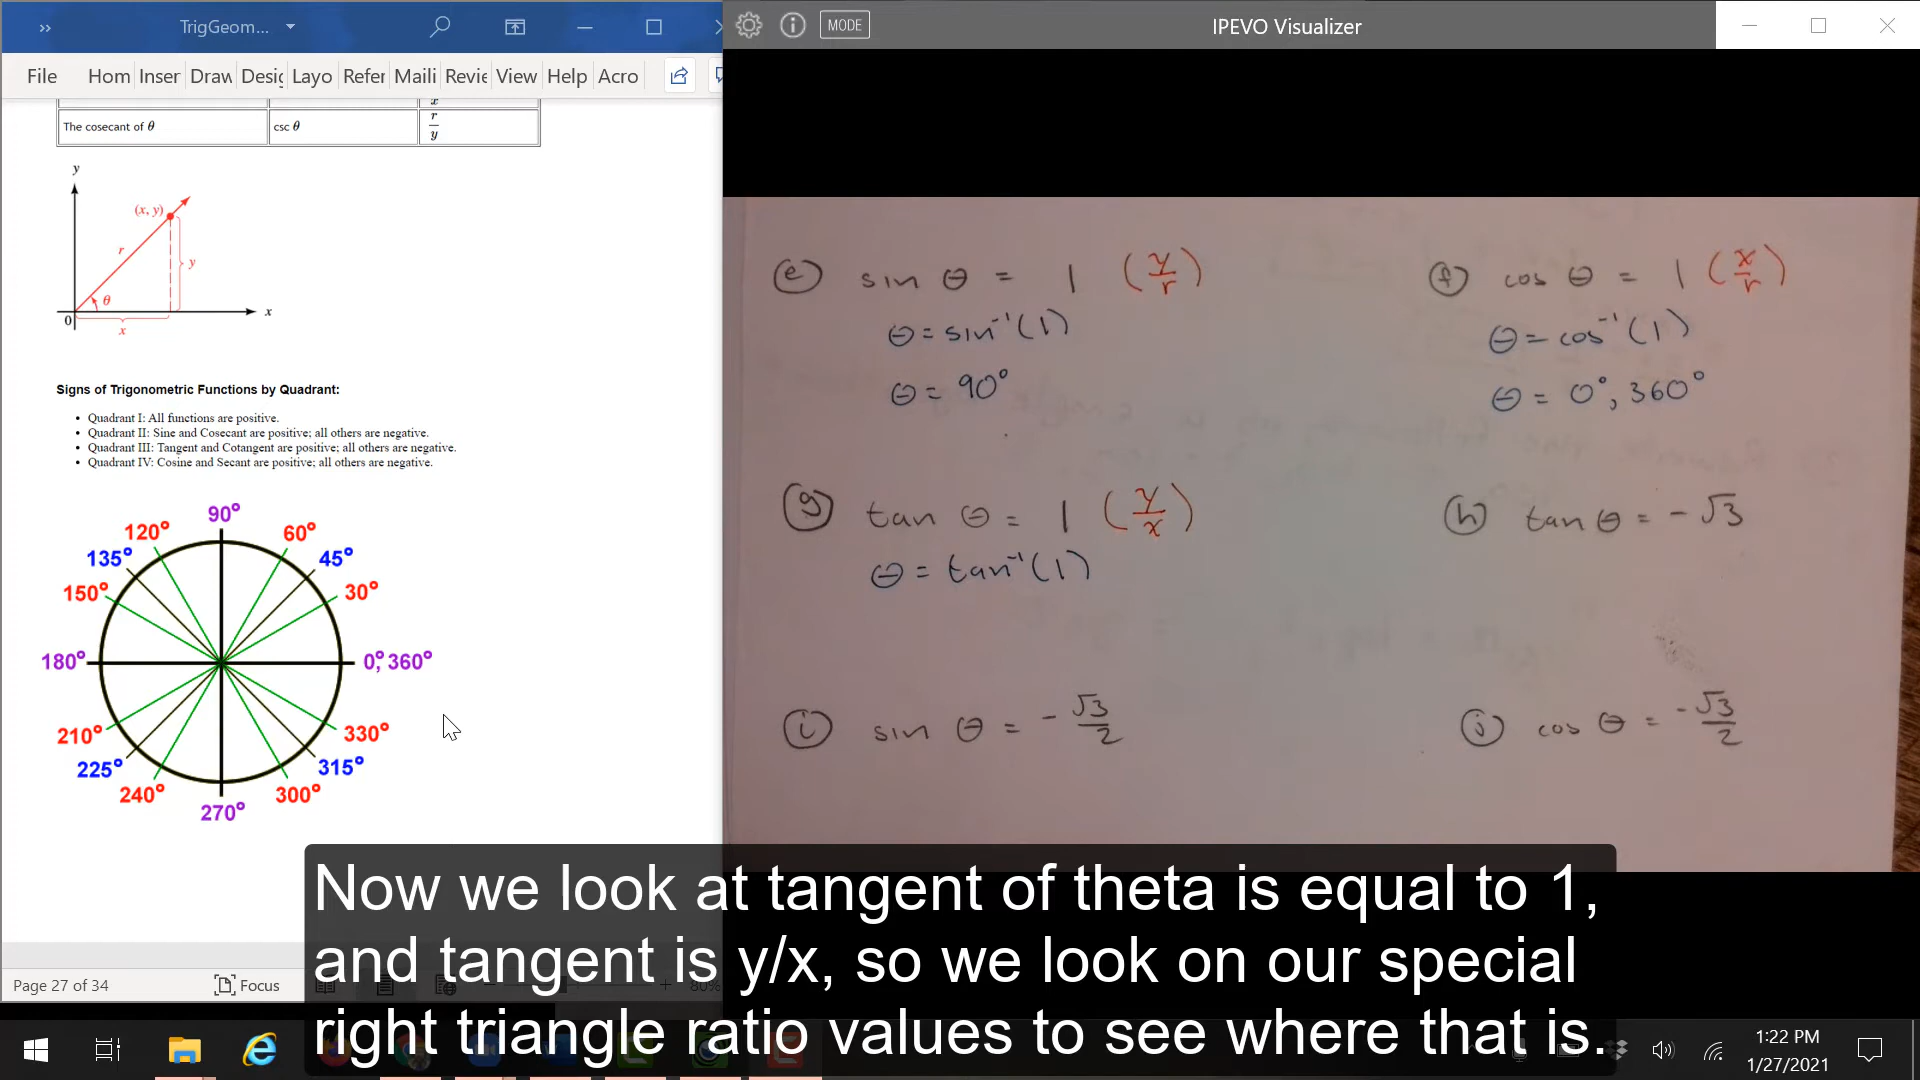 TrigGeom...
IPEVO Visualizer
MODE
File Hom Inser Draw Desig Layo Refer Maili Revie View Help Acro
x
The cosecant of θ csc θ r/y
y
(x, y)
r
y
θ
0
x
x
Signs of Trigonometric Functions by Quadrant:
• Quadrant I: All functions are positive.
• Quadrant II: Sine and Cosecant are positive; all others are negative.
• Quadrant III: Tangent and Cotangent are positive; all others are negative.
• Quadrant IV: Cosine and Secant are positive; all others are negative.
90°
120° 60°
135° 45°
150° 30°
180° 0°, 360°
210° 330°
225° 315°
240° 300°
270°
e sin θ = 1 (y/r)
θ = sin⁻¹(1)
θ = 90°
f cos θ = 1 (x/r)
θ = cos⁻¹(1)
θ = 0°, 360°
g tan θ = 1 (y/x)
θ = tan⁻¹(1)
h tan θ = -√3
i sin θ = -√3/2
j cos θ = -√3/2
Now we look at tangent of theta is equal to 1,
and tangent is y/x, so we look on our special
right triangle ratio values to see where that is.
Page 27 of 34 Focus 80%
1:22 PM
1/27/2021